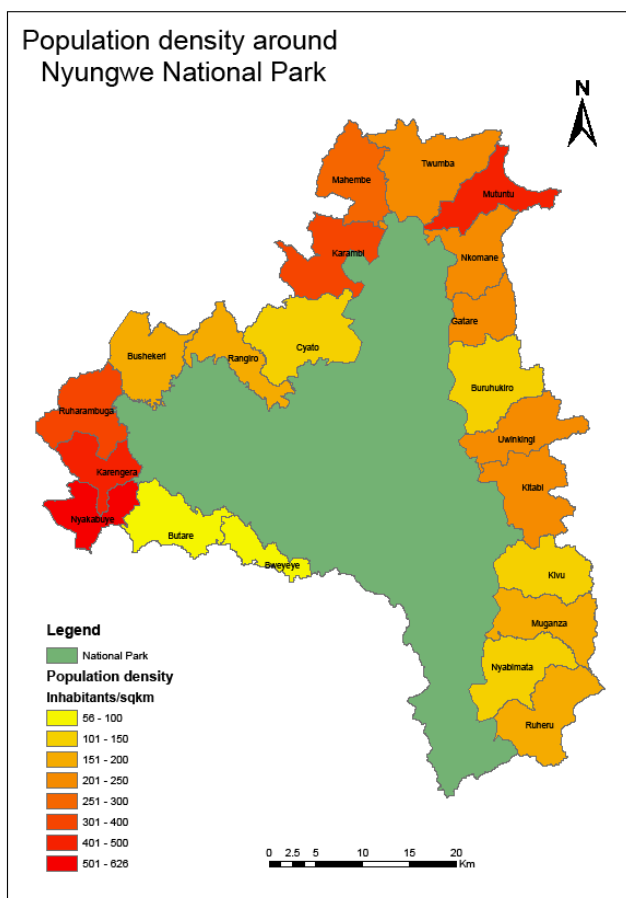 Population density around
Nyungwe National Park
N
Twumba
Mahembe
Mutuntu
Karambi
Nkomane
Gatare
Cyato
Rangiro
Bushekeri
Buruhukiro
Ruharambuga
Uwinkingi
Karengera
Kitabi
Nyakabuye
Butare
Bweyeye
Kivu
Muganza
Nyabimata
Ruheru
Legend
National Park
Population density
Inhabitants/sqkm
56 - 100
101 - 150
151 - 200
201 - 250
251 - 300
301 - 400
401 - 500
501 - 626
0 2.5 5 10 15 20
Km